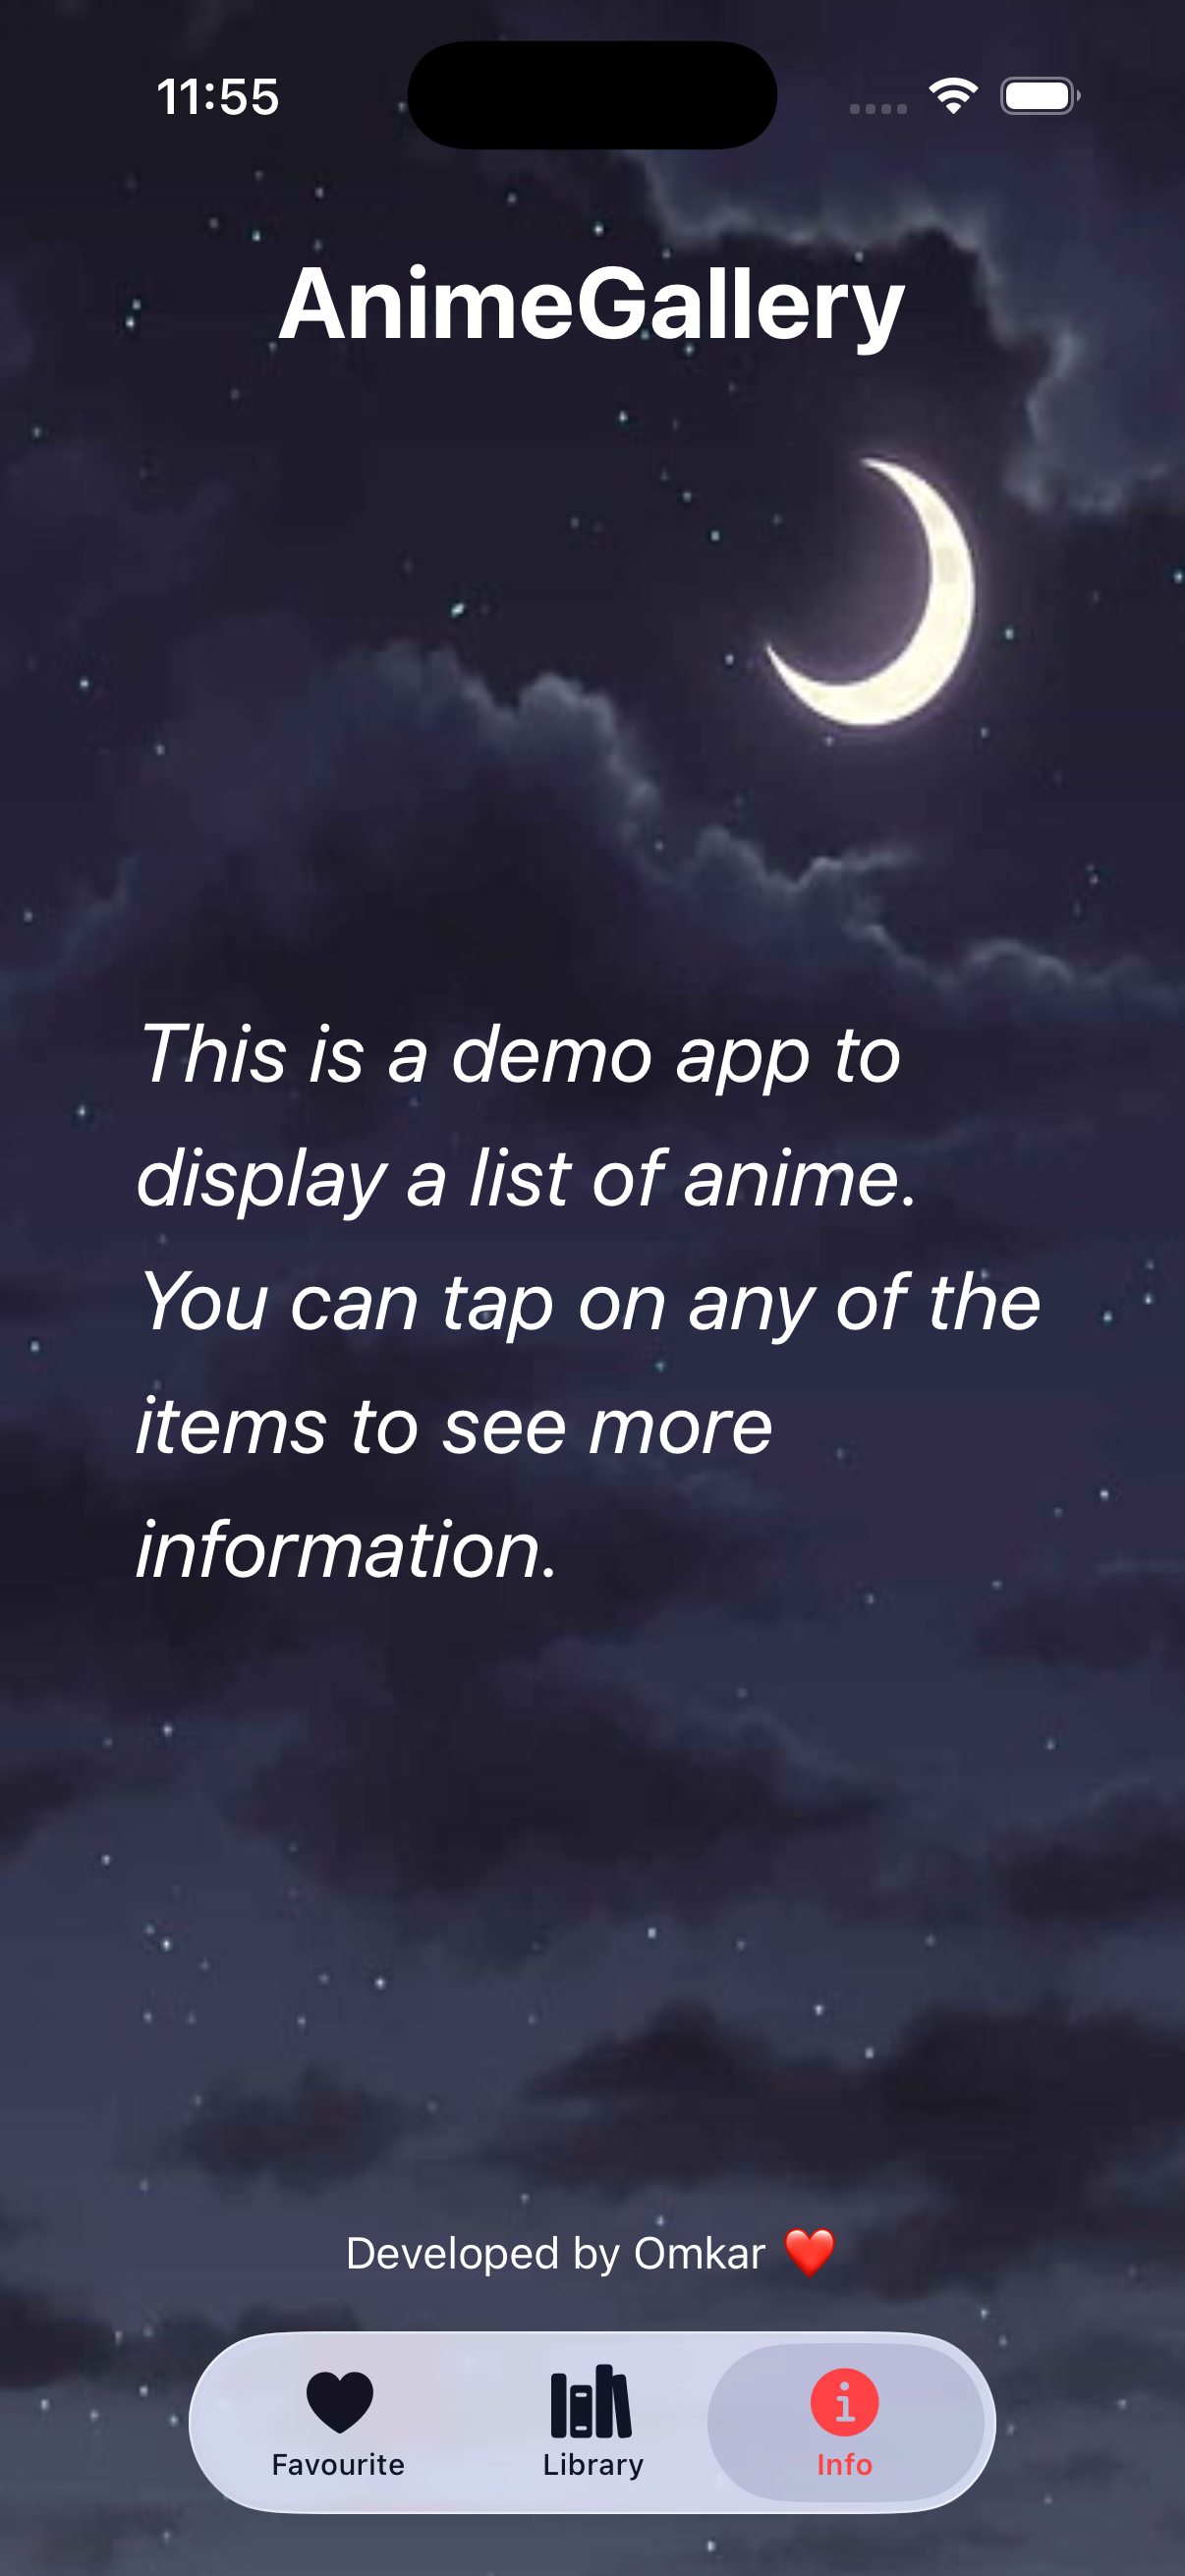 11:55
AnimeGallery
This is a demo app to
display a list of anime.
You can tap on any of the
items to see more
information.
Developed by Omkar ❤️
Favourite
Library
Info